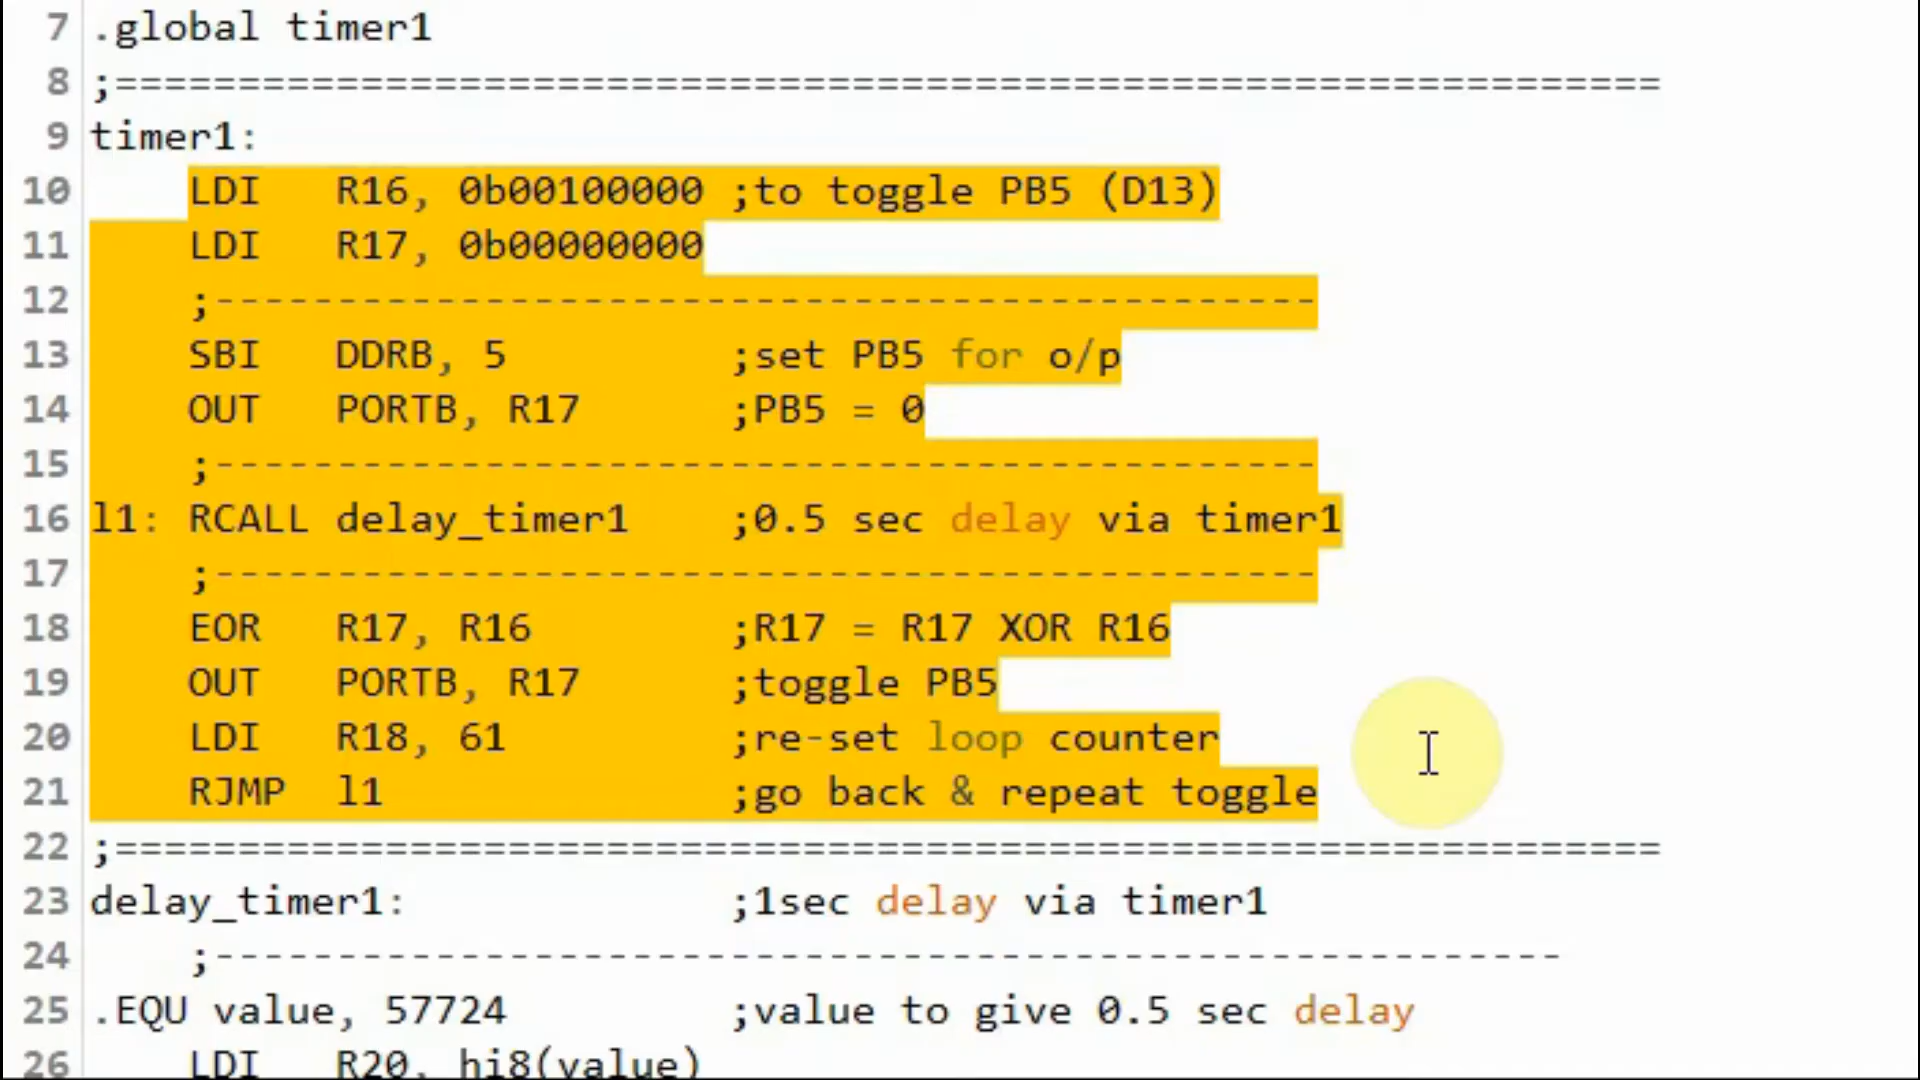 7 .global timer1
8 ;===============================================================
9 timer1:
10 LDI R16, 0b00100000 ;to toggle PB5 (D13)
11 LDI R17, 0b00000000
12 ;---------------------------------------------
13 SBI DDRB, 5 ;set PB5 for o/p
14 OUT PORTB, R17 ;PB5 = 0
15 ;---------------------------------------------
16 l1: RCALL delay_timer1 ;0.5 sec delay via timer1
17 ;---------------------------------------------
18 EOR R17, R16 ;R17 = R17 XOR R16
19 OUT PORTB, R17 ;toggle PB5
20 LDI R18, 61 ;re-set loop counter
21 RJMP l1 ;go back & repeat toggle
22 ;===============================================================
23 delay_timer1: ;1sec delay via timer1
24 ;-------------------------------------------------------
25 .EQU value, 57724 ;value to give 0.5 sec delay
26 LDI R20, hi8(value)